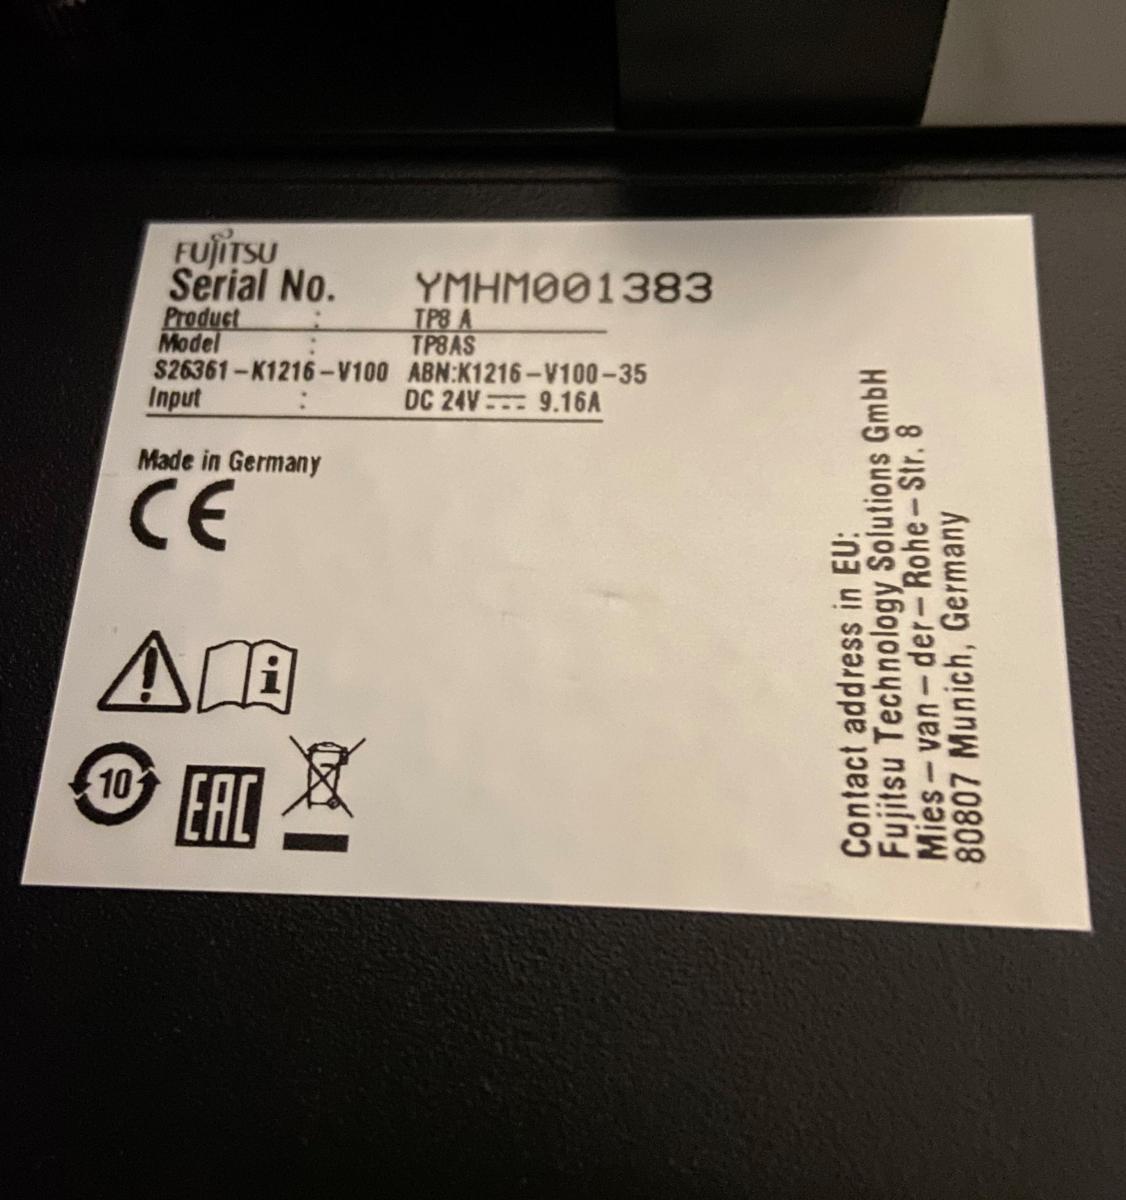 FUJITSU
Serial No. YMHM001383
Product : TP8 A
Model : TP8AS
S26361-K1216-V100 ABN:K1216-V100-35
Input : DC 24V 9.16A
Made in Germany
CE
10
EAC
Contact address in EU:
Fujitsu Technology Solutions GmbH
Mies-van-der-Rohe-Str. 8
80807 Munich, Germany